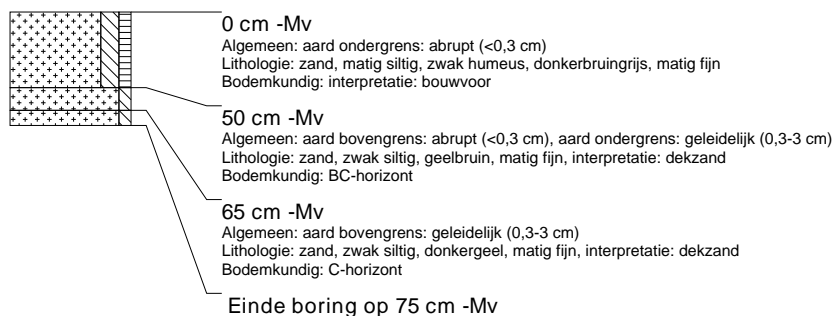 0 cm -Mv
Algemeen: aard ondergrens: abrupt (<0,3 cm)
Lithologie: zand, matig siltig, zwak humeus, donkerbruingrijs, matig fijn
Bodemkundig: interpretatie: bouwvoor
50 cm -Mv
Algemeen: aard bovengrens: abrupt (<0,3 cm), aard ondergrens: geleidelijk (0,3-3 cm)
Lithologie: zand, zwak siltig, geelbruin, matig fijn, interpretatie: dekzand
Bodemkundig: BC-horizont
65 cm -Mv
Algemeen: aard bovengrens: geleidelijk (0,3-3 cm)
Lithologie: zand, zwak siltig, donkergeel, matig fijn, interpretatie: dekzand
Bodemkundig: C-horizont
Einde boring op 75 cm -Mv